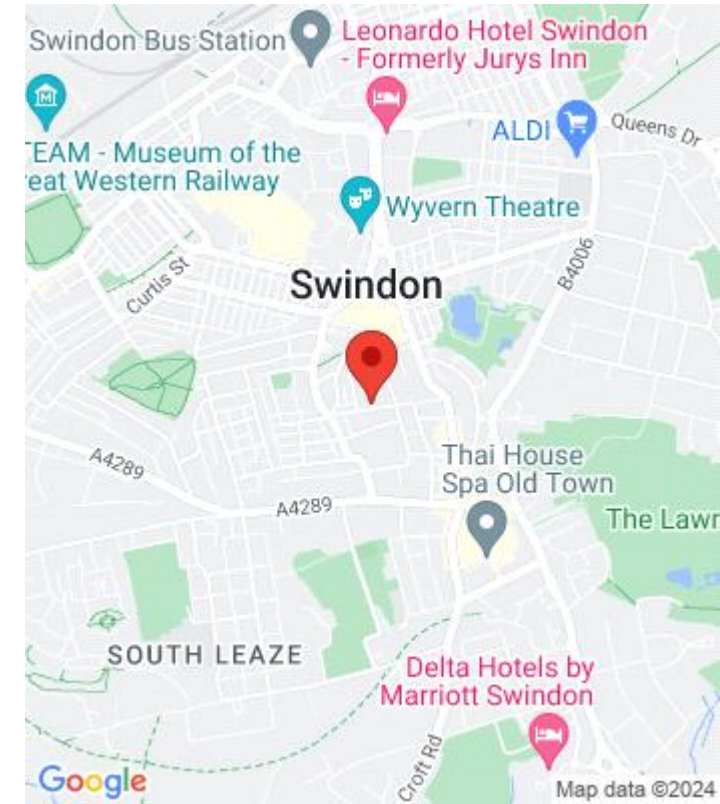 Swindon Bus Station
Leonardo Hotel Swindon
- Formerly Jurys Inn
ALDI
Queens Dr
TEAM - Museum of the
reat Western Railway
Wyvern Theatre
B4006
Curtis St
Swindon
Thai House
Spa Old Town
A4289
A4289
The Lawn
SOUTH LEAZE
Delta Hotels by
Marriott Swindon
Croft Rd
Google
Map data ©2024